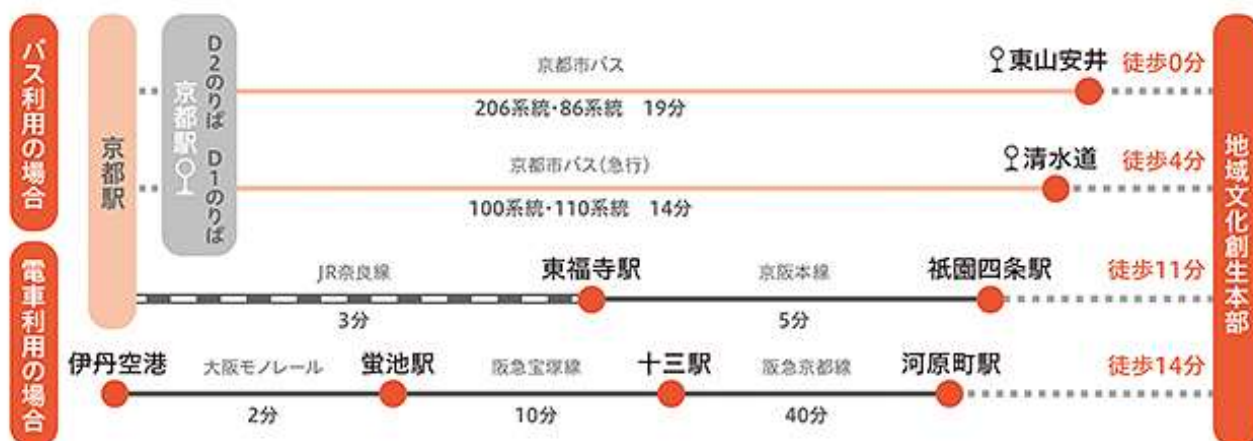 バス利用の場合
京都駅
京都駅
D2のりば
D1のりば
京都市バス
206系統・86系統 19分
東山安井
徒歩0分
京都市バス(急行)
100系統・110系統 14分
清水道
徒歩4分
電車利用の場合
JR奈良線
3分
東福寺駅
京阪本線
5分
祇園四条駅
徒歩11分
伊丹空港
大阪モノレール
2分
蛍池駅
阪急宝塚線
10分
十三駅
阪急京都線
40分
河原町駅
徒歩14分
地域文化創生本部